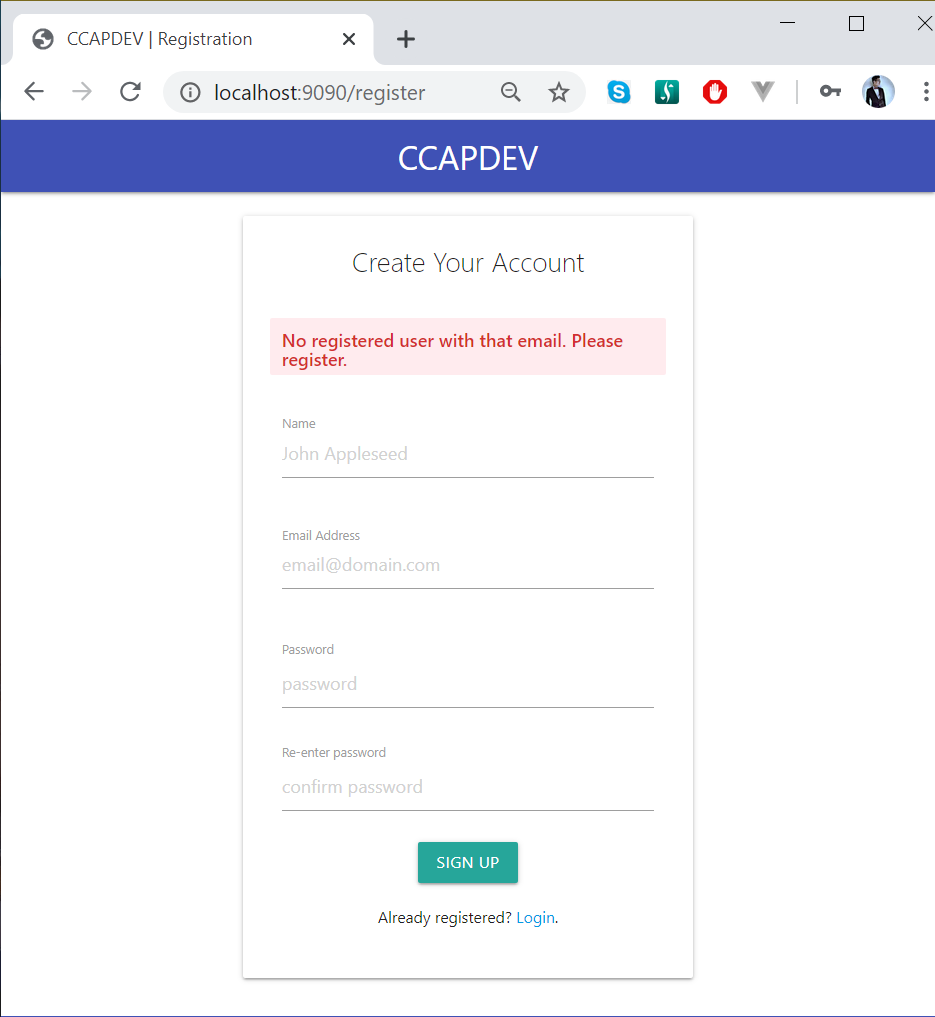 CCAPDEV | Registration
localhost:9090/register
CCAPDEV
Create Your Account
No registered user with that email. Please
register.
Name
John Appleseed
Email Address
email@domain.com
Password
password
Re-enter password
confirm password
SIGN UP
Already registered? Login.